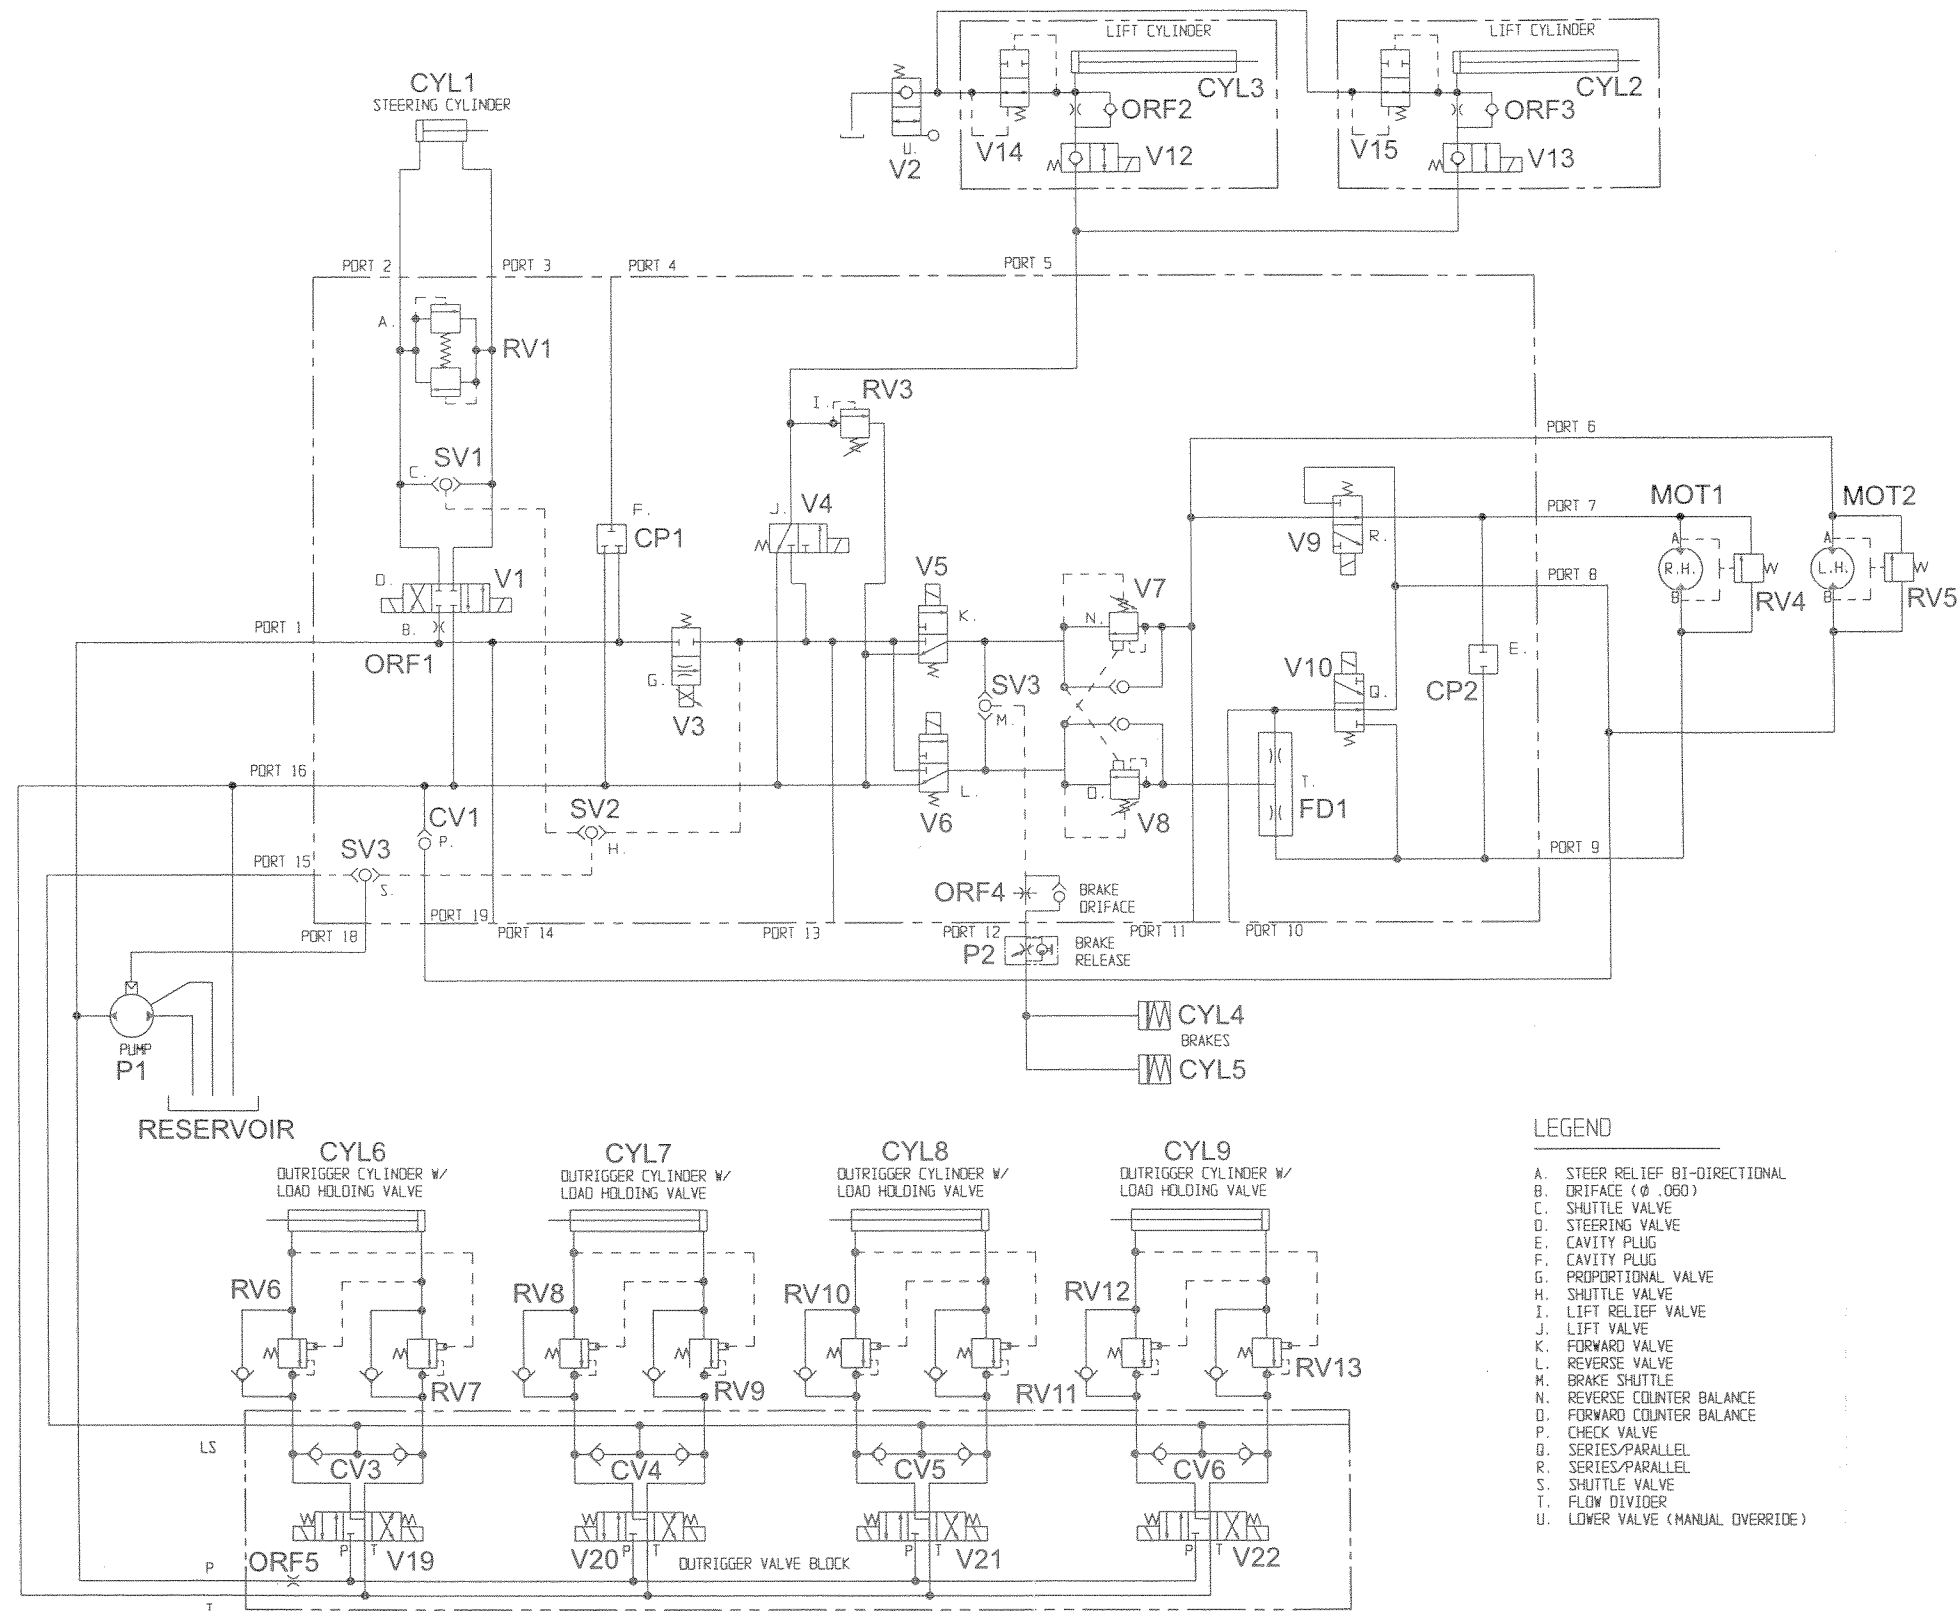 LIFT CYLINDER
LIFT CYLINDER
CYL1
STEERING CYLINDER
CYL3
CYL2
ORF2
ORF3
U.
V2
V14
V12
V15
V13
PORT 2
PORT 3
PORT 4
PORT 5
A.
RV1
RV3
I.
PORT 6
SV1
C.
V4
J.
F.
CP1
MOT1
MOT2
PORT 7
V9
R.
A
A
R.H.
L.H.
B
B
RV4
RV5
PORT 8
D.
V1
V5
K.
V7
N.
B.
PORT 1
ORF1
G.
V3
SV3
M.
V10
Q.
E.
CP2
PORT 16
CV1
P.
SV2
H.
L.
V6
O.
V8
T.
FD1
PORT 9
SV3
PORT 15
S.
ORF4
BRAKE
ORIFACE
PORT 19
PORT 18
PORT 14
PORT 13
PORT 12
PORT 11
PORT 10
P2
BRAKE
RELEASE
CYL4
BRAKES
CYL5
PUMP
P1
RESERVOIR
CYL6
OUTRIGGER CYLINDER W/
LOAD HOLDING VALVE
CYL7
OUTRIGGER CYLINDER W/
LOAD HOLDING VALVE
CYL8
OUTRIGGER CYLINDER W/
LOAD HOLDING VALVE
CYL9
OUTRIGGER CYLINDER W/
LOAD HOLDING VALVE
RV6
RV8
RV10
RV12
RV7
RV9
RV11
RV13
LS
CV3
CV4
CV5
CV6
P T
P T
P T
P T
ORF5
V19
V20
V21
V22
OUTRIGGER VALVE BLOCK
P
T
LEGEND
A. STEER RELIEF BI-DIRECTIONAL
B. ORIFACE (Ø .060)
C. SHUTTLE VALVE
D. STEERING VALVE
E. CAVITY PLUG
F. CAVITY PLUG
G. PROPORTIONAL VALVE
H. SHUTTLE VALVE
I. LIFT RELIEF VALVE
J. LIFT VALVE
K. FORWARD VALVE
L. REVERSE VALVE
M. BRAKE SHUTTLE
N. REVERSE COUNTER BALANCE
O. FORWARD COUNTER BALANCE
P. CHECK VALVE
Q. SERIES/PARALLEL
R. SERIES/PARALLEL
S. SHUTTLE VALVE
T. FLOW DIVIDER
U. LOWER VALVE (MANUAL OVERRIDE)